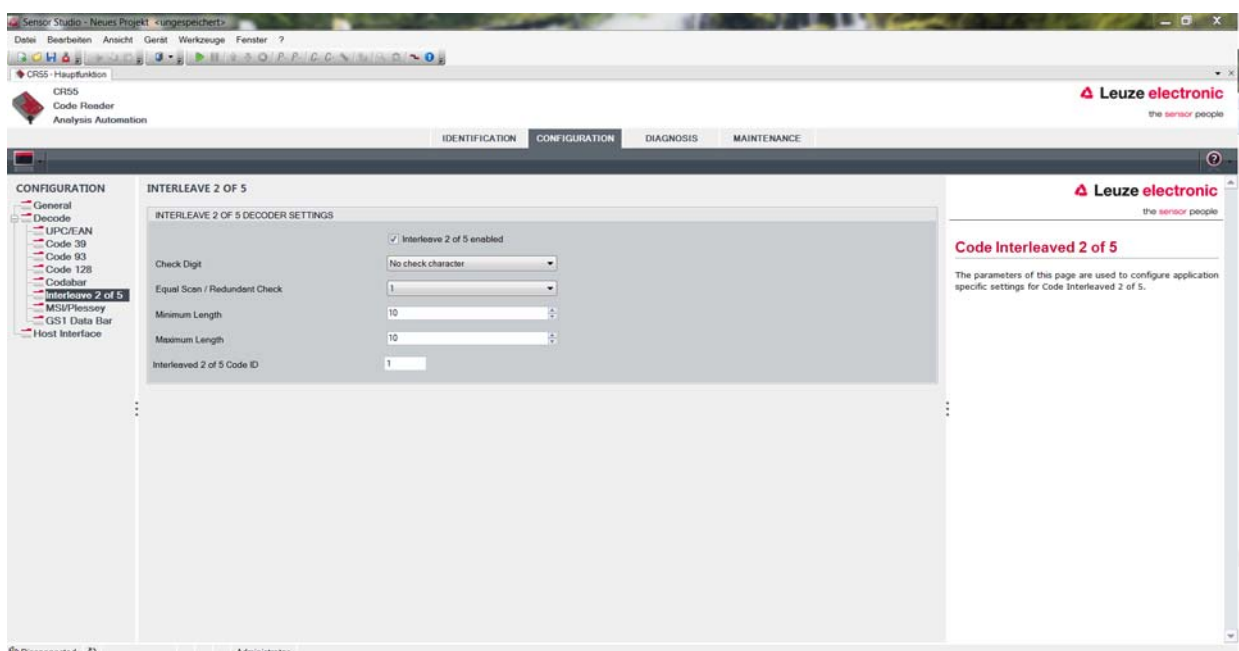 Sensor Studio - Neues Projekt <ungespeichert>
Datei Bearbeiten Ansicht Gerät Werkzeuge Fenster ?
CR55 - Hauptfunktion
CR55
Code Reader
Analysis Automation
Leuze electronic
the sensor people
IDENTIFICATION CONFIGURATION DIAGNOSIS MAINTENANCE
CONFIGURATION
General
Decode
UPC/EAN
Code 39
Code 93
Code 128
Codabar
Interleave 2 of 5
MSI/Plessey
GS1 Data Bar
Host Interface
INTERLEAVE 2 OF 5
INTERLEAVE 2 OF 5 DECODER SETTINGS
Interleave 2 of 5 enabled
Check Digit No check character
Equal Scan / Redundant Check 1
Minimum Length 10
Maximum Length 10
Interleaved 2 of 5 Code ID 1
Leuze electronic
the sensor people
Code Interleaved 2 of 5
The parameters of this page are used to configure application
specific settings for Code Interleaved 2 of 5.